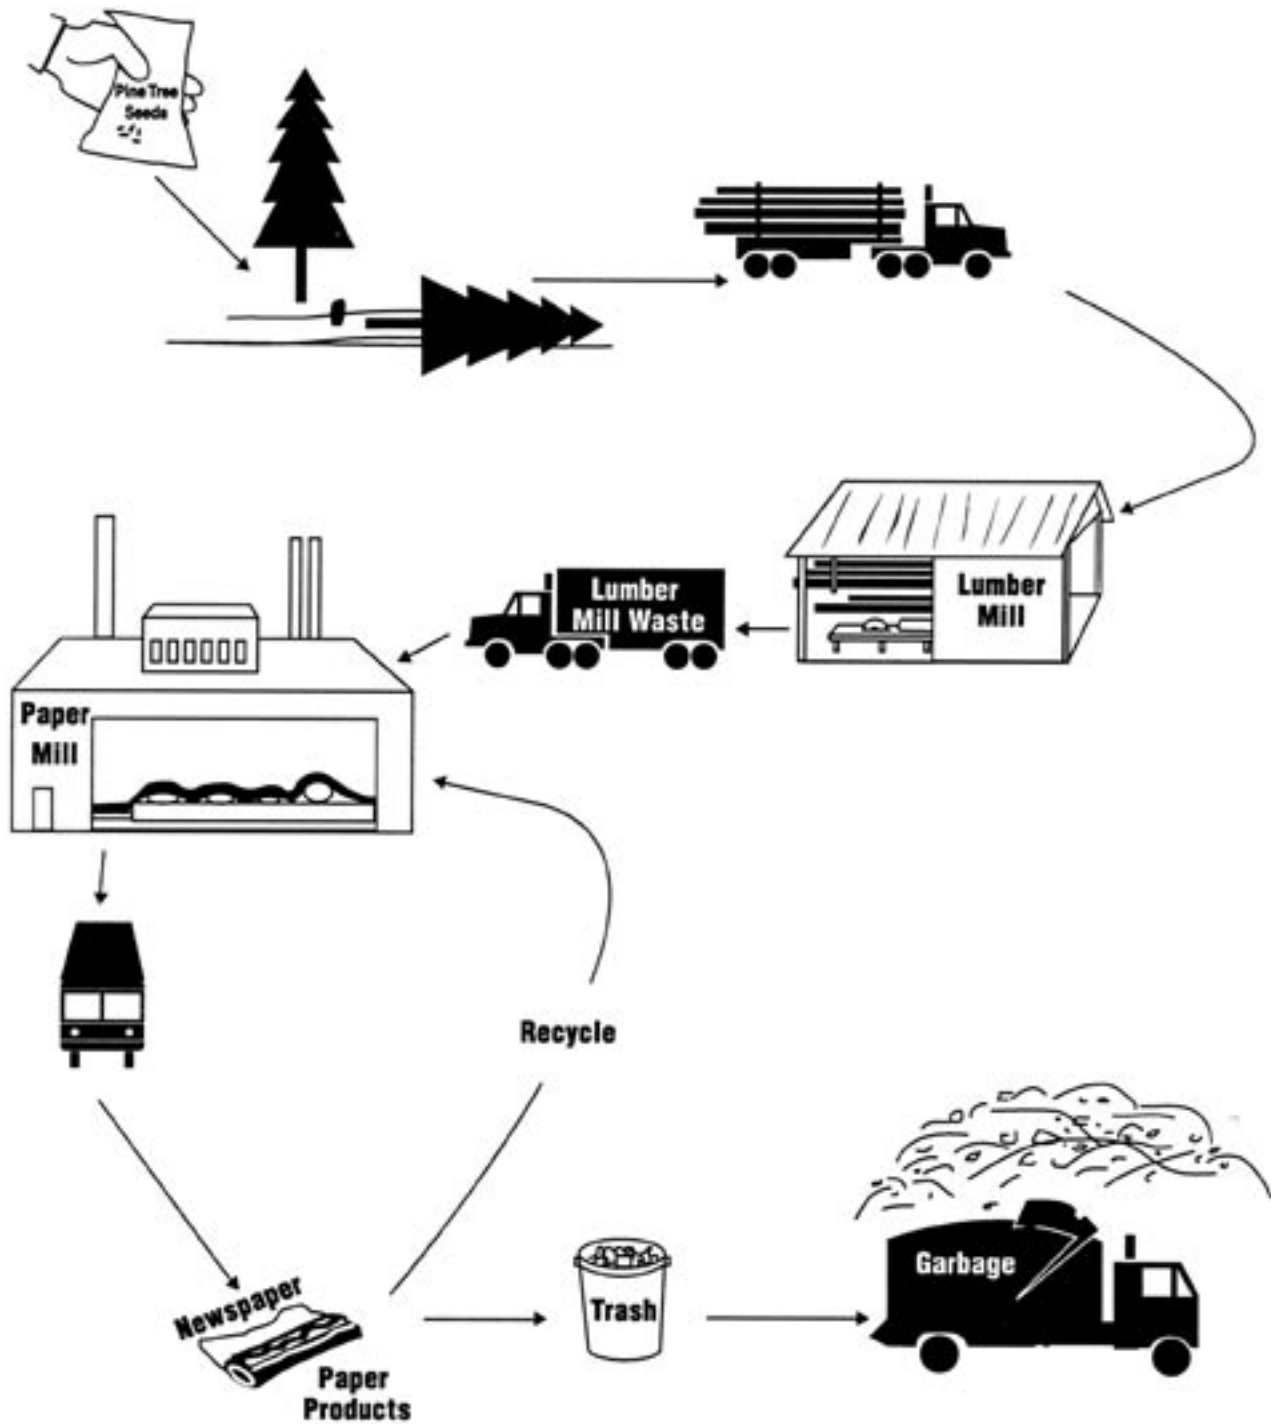 Pine Tree
Seeds
Lumber
Mill Waste
Lumber
Mill
Paper
Mill
Recycle
Newspaper
Paper
Products
Trash
Garbage